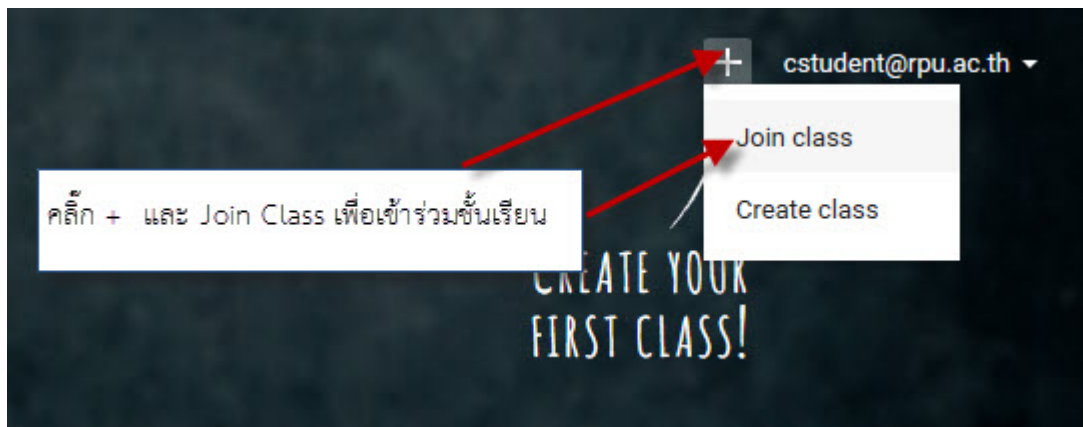 + cstudent@rpu.ac.th
Join class
คลิ๊ก + และ Join Class เพื่อเข้าร่วมชั้นเรียน
Create class
CREATE YOUR
FIRST CLASS!